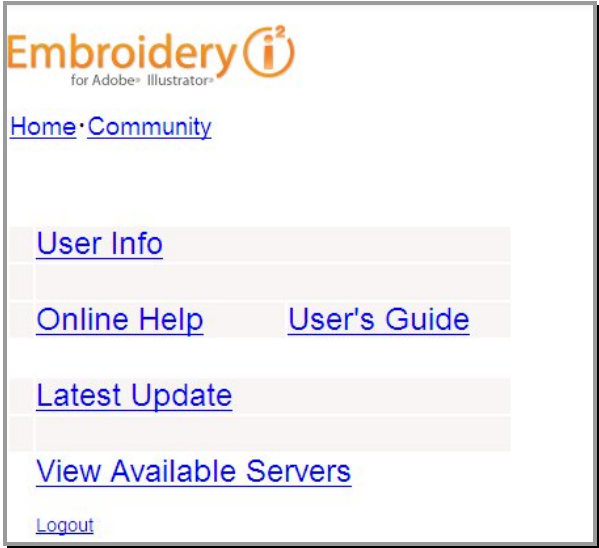 Embroidery i²
for Adobe® Illustrator®
Home·Community
User Info
Online Help User's Guide
Latest Update
View Available Servers
Logout